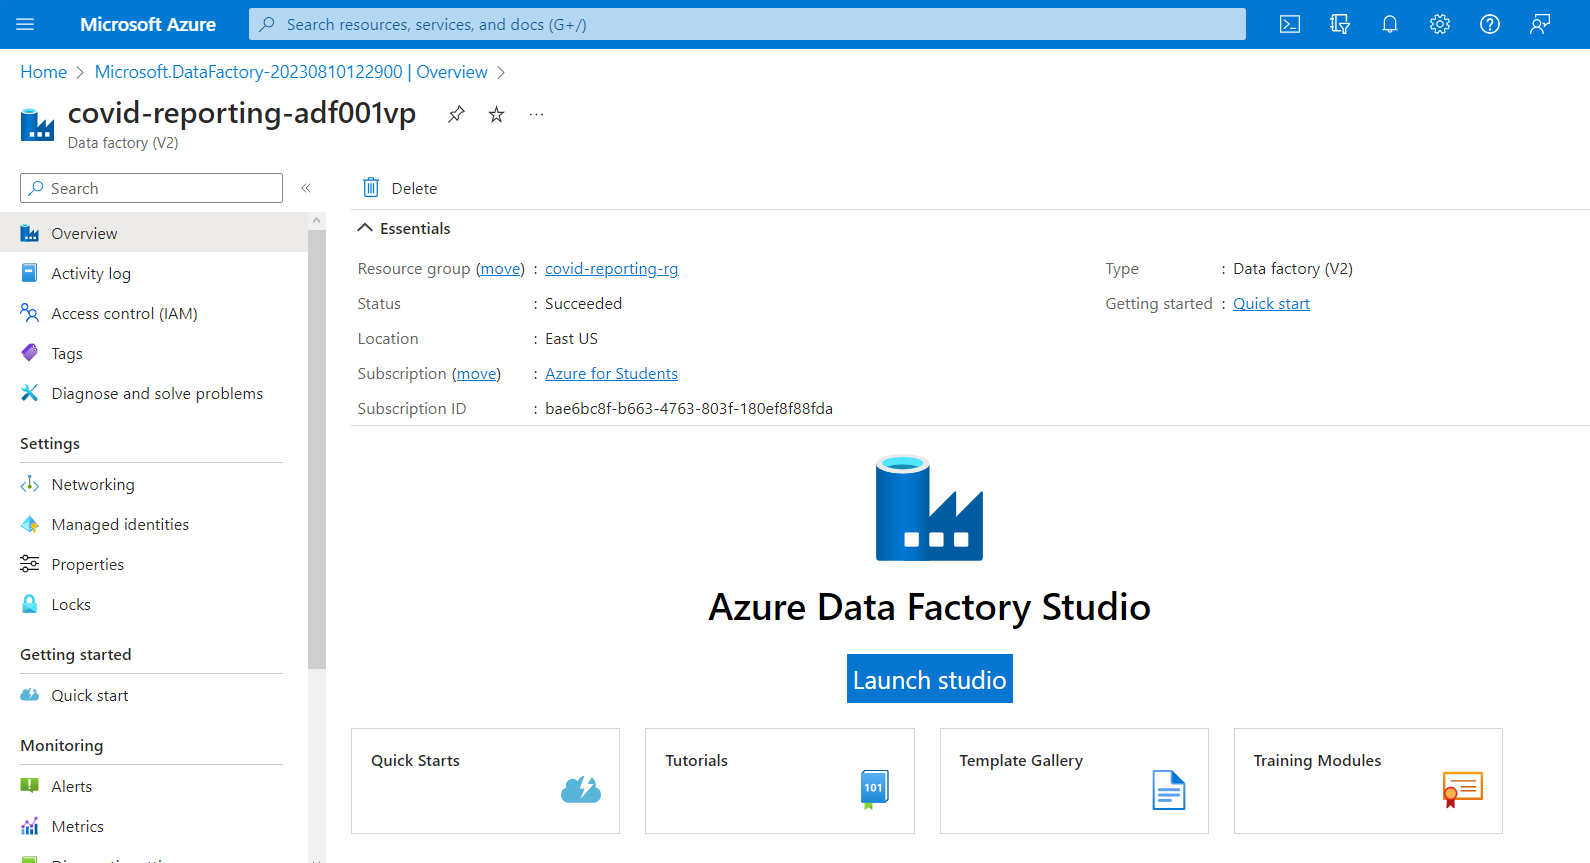 Microsoft Azure
Search resources, services, and docs (G+/)
Home > Microsoft.DataFactory-20230810122900 | Overview >
covid-reporting-adf001vp
Data factory (V2)
Search
Overview
Activity log
Access control (IAM)
Tags
Diagnose and solve problems
Settings
Networking
Managed identities
Properties
Locks
Getting started
Quick start
Monitoring
Alerts
Metrics
Delete
Essentials
Resource group (move) : covid-reporting-rg
Status : Succeeded
Location : East US
Subscription (move) : Azure for Students
Subscription ID : bae6bc8f-b663-4763-803f-180ef8f88fda
Type : Data factory (V2)
Getting started : Quick start
Azure Data Factory Studio
Launch studio
Quick Starts
Tutorials
101
Template Gallery
Training Modules